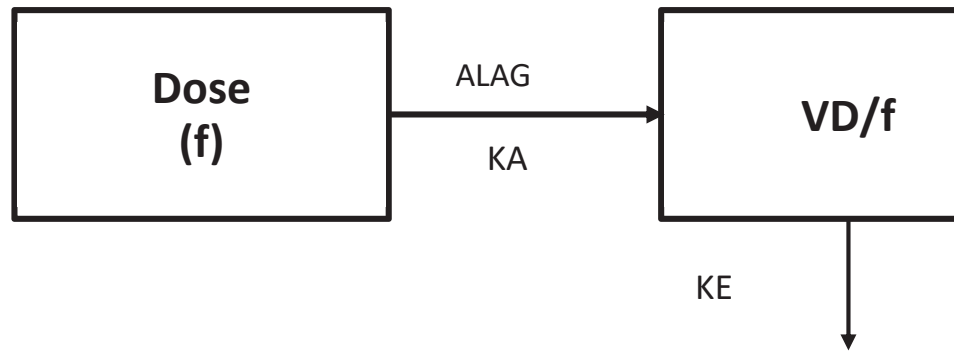 Dose
(f)
ALAG
KA
VD/f
KE